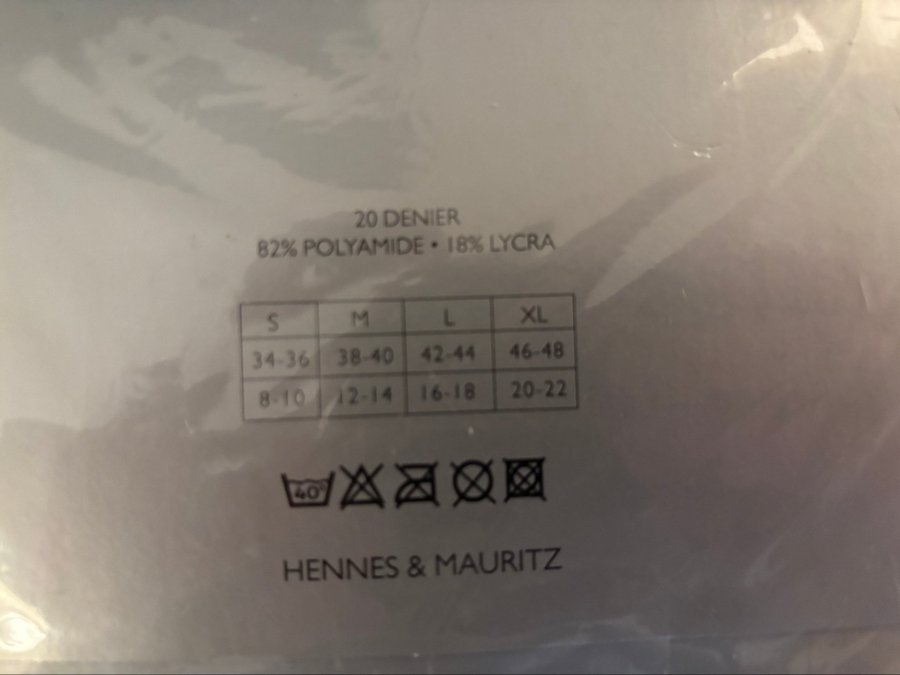 20 DENIER
82% POLYAMIDE • 18% LYCRA
S M L XL
34-36 38-40 42-44 46-48
8-10 12-14 16-18 20-22
40°
HENNES & MAURITZ